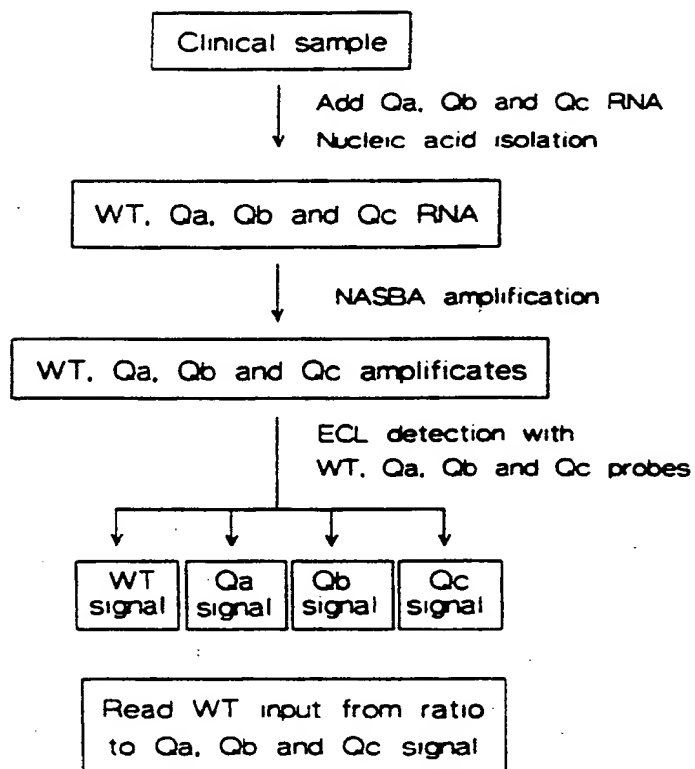 Clinical sample
Add Qa, Qb and Qc RNA
Nucleic acid isolation
WT, Qa, Qb and Qc RNA
NASBA amplification
WT, Qa, Qb and Qc amplificates
ECL detection with
WT, Qa, Qb and Qc probes
WT
signal
Qa
signal
Qb
signal
Qc
signal
Read WT input from ratio
to Qa, Qb and Qc signal